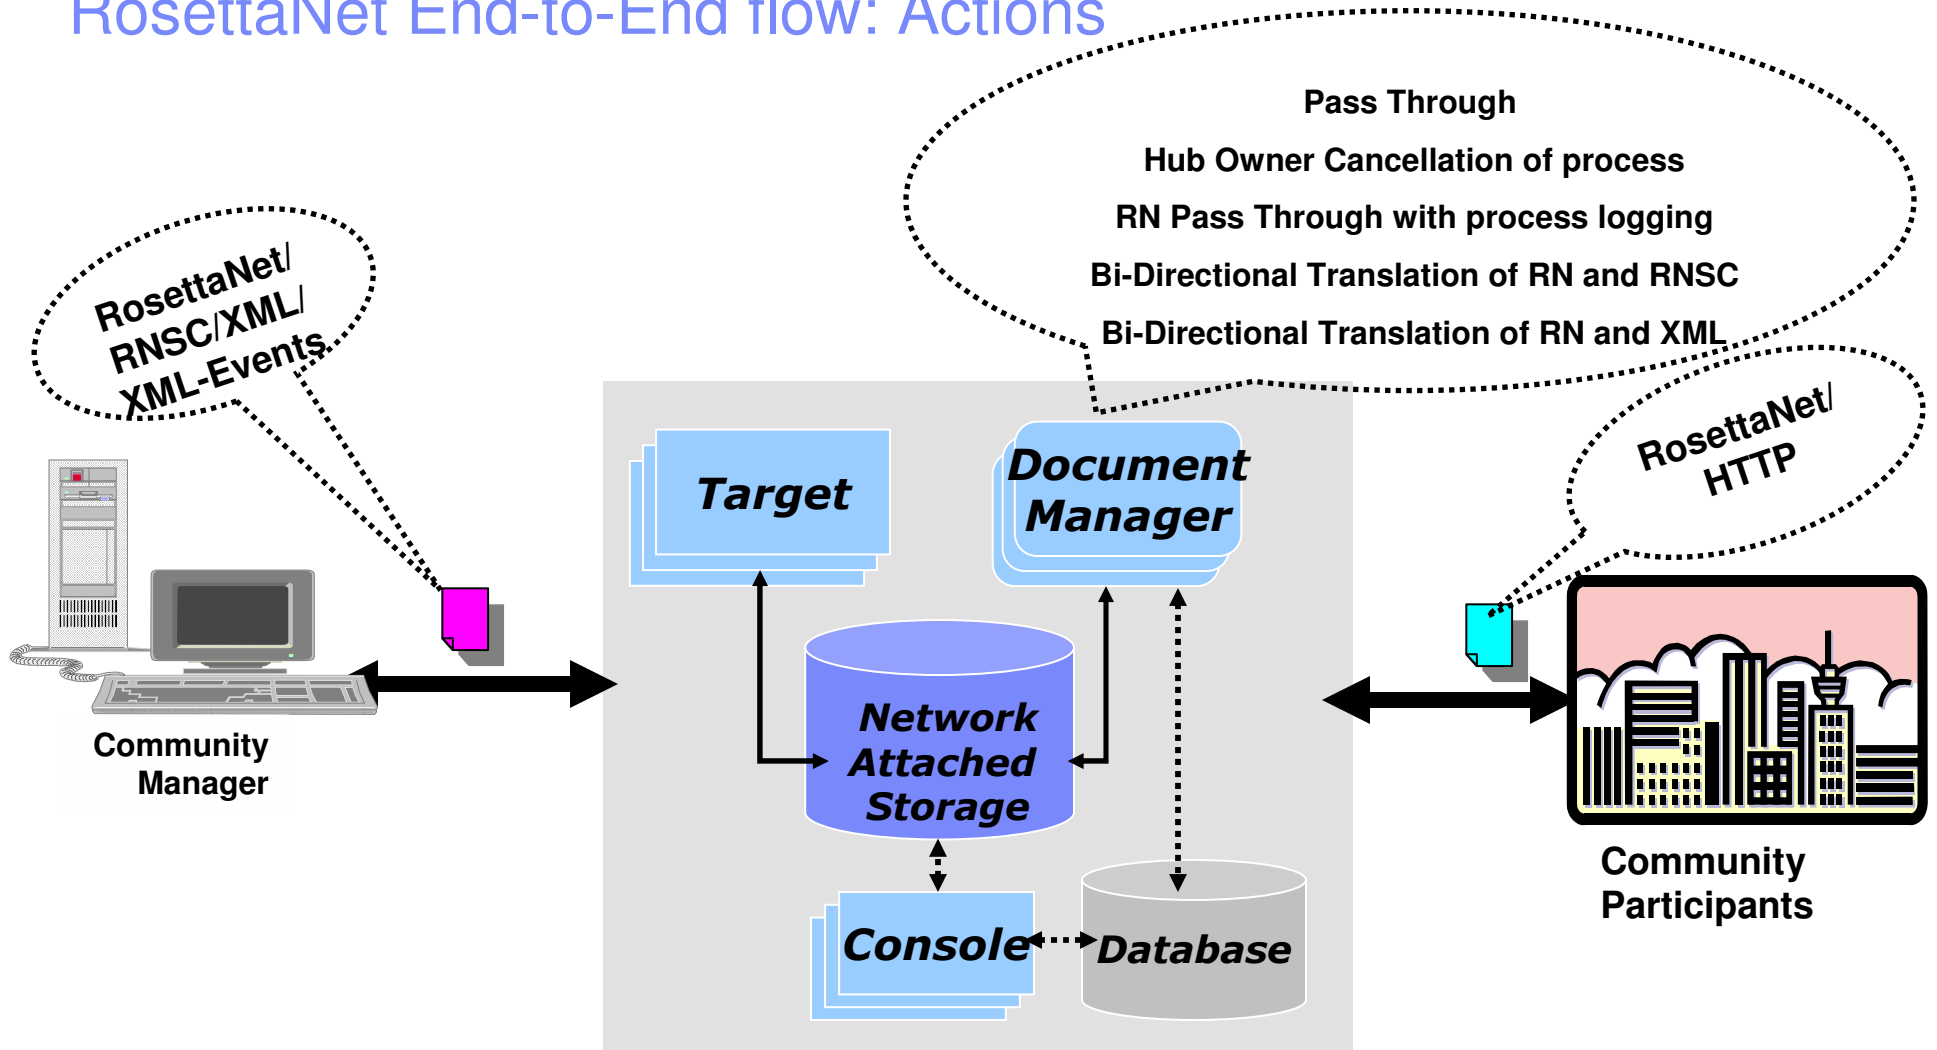 RosettaNet End-to-End flow: Actions
Pass Through
Hub Owner Cancellation of process
RN Pass Through with process logging
Bi-Directional Translation of RN and RNSC
Bi-Directional Translation of RN and XML
RosettaNet/
RNSC/XML/
XML-Events
RosettaNet/
HTTP
Target
Document
Manager
Network
Attached
Storage
Community
Manager
Console
Database
Community
Participants